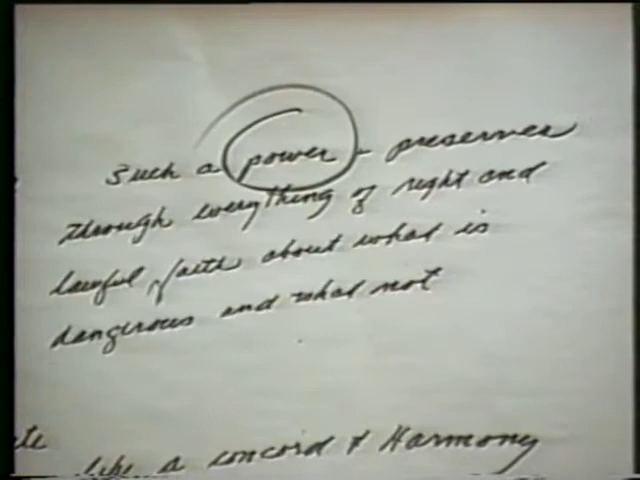 Such a power - preserves
through everything of right and
lawful faith about what is
dangerous and what not
like a concord & Harmony